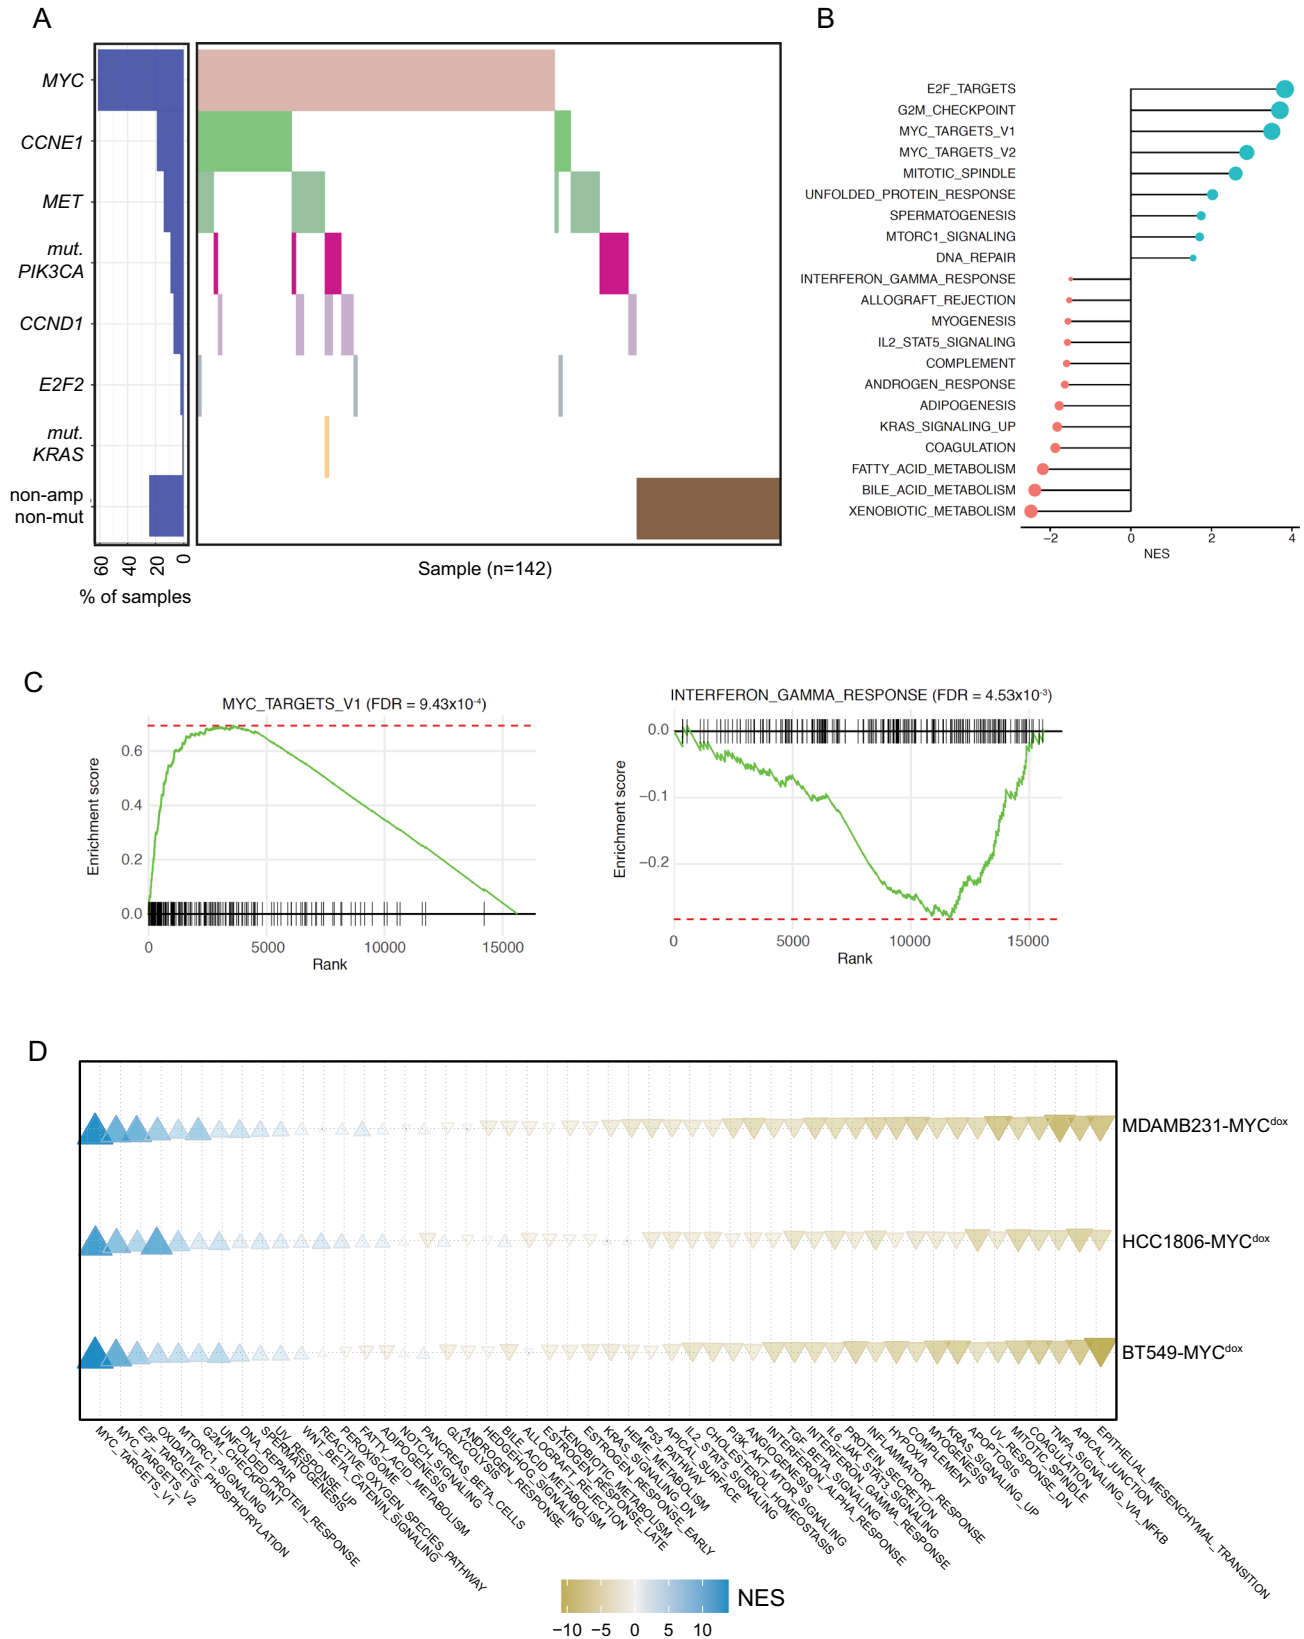 A
MYC
CCNE1
MET
mut.
PIK3CA
CCND1
E2F2
mut.
KRAS
non-amp
non-mut
60 40 20 0
% of samples
Sample (n=142)
B
E2F_TARGETS
G2M_CHECKPOINT
MYC_TARGETS_V1
MYC_TARGETS_V2
MITOTIC_SPINDLE
UNFOLDED_PROTEIN_RESPONSE
SPERMATOGENESIS
MTORC1_SIGNALING
DNA_REPAIR
INTERFERON_GAMMA_RESPONSE
ALLOGRAFT_REJECTION
MYOGENESIS
IL2_STAT5_SIGNALING
COMPLEMENT
ANDROGEN_RESPONSE
ADIPOGENESIS
KRAS_SIGNALING_UP
COAGULATION
FATTY_ACID_METABOLISM
BILE_ACID_METABOLISM
XENOBIOTIC_METABOLISM
−2 0 2 4
NES
C
MYC_TARGETS_V1 (FDR = 9.43x10-4)
Enrichment score
0.6
0.4
0.2
0.0
0 5000 10000 15000
Rank
INTERFERON_GAMMA_RESPONSE (FDR = 4.53x10-3)
Enrichment score
0.0
−0.1
−0.2
0 5000 10000 15000
Rank
D
MDAMB231-MYCdox
HCC1806-MYCdox
BT549-MYCdox
MYC_TARGETS_V1
MYC_TARGETS_V2
E2F_TARGETS
OXIDATIVE_PHOSPHORYLATION
MTORC1_SIGNALING
G2M_CHECKPOINT
UNFOLDED_PROTEIN_RESPONSE
DNA_REPAIR
SPERMATOGENESIS
UV_RESPONSE_UP
WNT_BETA_CATENIN_SIGNALING
REACTIVE_OXYGEN_SPECIES_PATHWAY
PEROXISOME
FATTY_ACID_METABOLISM
ADIPOGENESIS
NOTCH_SIGNALING
PANCREAS_BETA_CELLS
GLYCOLYSIS
ANDROGEN_RESPONSE
HEDGEHOG_SIGNALING
BILE_ACID_METABOLISM
ALLOGRAFT_REJECTION
ESTROGEN_RESPONSE_LATE
XENOBIOTIC_METABOLISM
ESTROGEN_RESPONSE_EARLY
KRAS_SIGNALING_DN
HEME_METABOLISM
P53_PATHWAY
APICAL_SURFACE
IL2_STAT5_SIGNALING
CHOLESTEROL_HOMEOSTASIS
PI3K_AKT_MTOR_SIGNALING
ANGIOGENESIS
INTERFERON_ALPHA_RESPONSE
TGF_BETA_SIGNALING
INTERFERON_GAMMA_RESPONSE
IL6_JAK_STAT3_SIGNALING
PROTEIN_SECRETION
INFLAMMATORY_RESPONSE
HYPOXIA
COMPLEMENT
MYOGENESIS
KRAS_SIGNALING_UP
APOPTOSIS
UV_RESPONSE_DN
MITOTIC_SPINDLE
COAGULATION
TNFA_SIGNALING_VIA_NFKB
APICAL_JUNCTION
EPITHELIAL_MESENCHYMAL_TRANSITION
NES
−10 −5 0 5 10